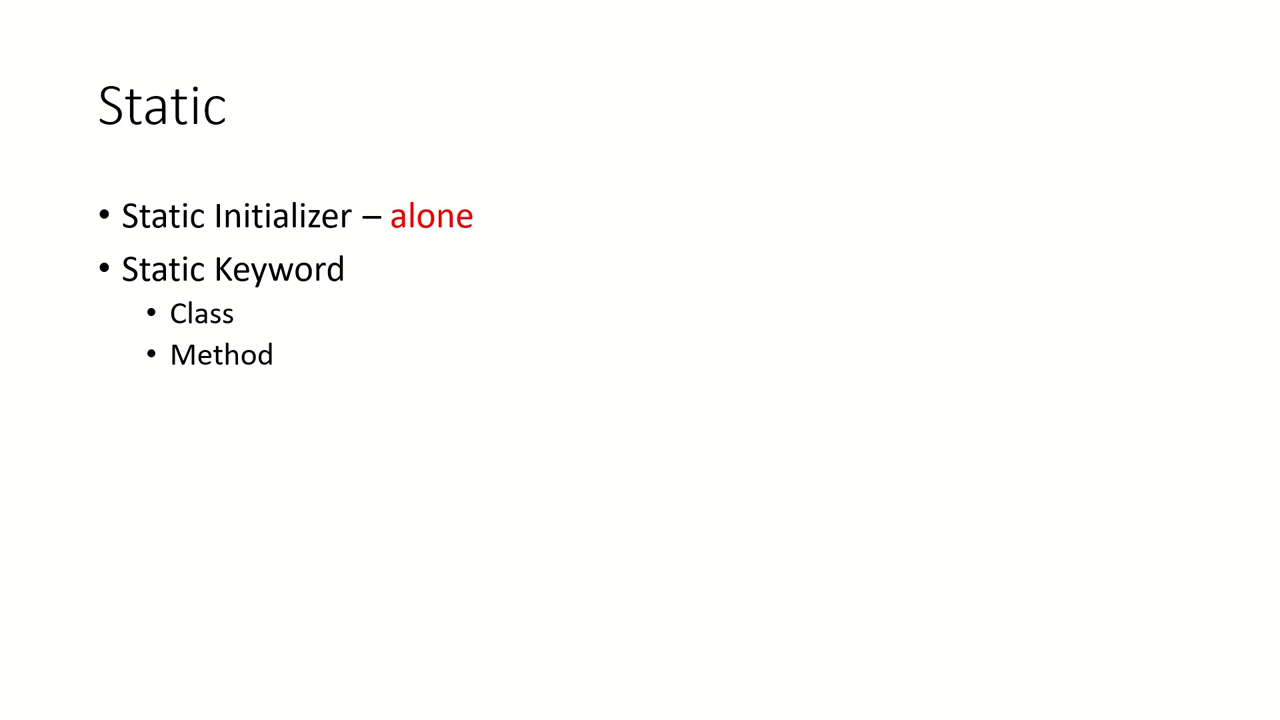 Static
• Static Initializer – alone
• Static Keyword
• Class
• Method